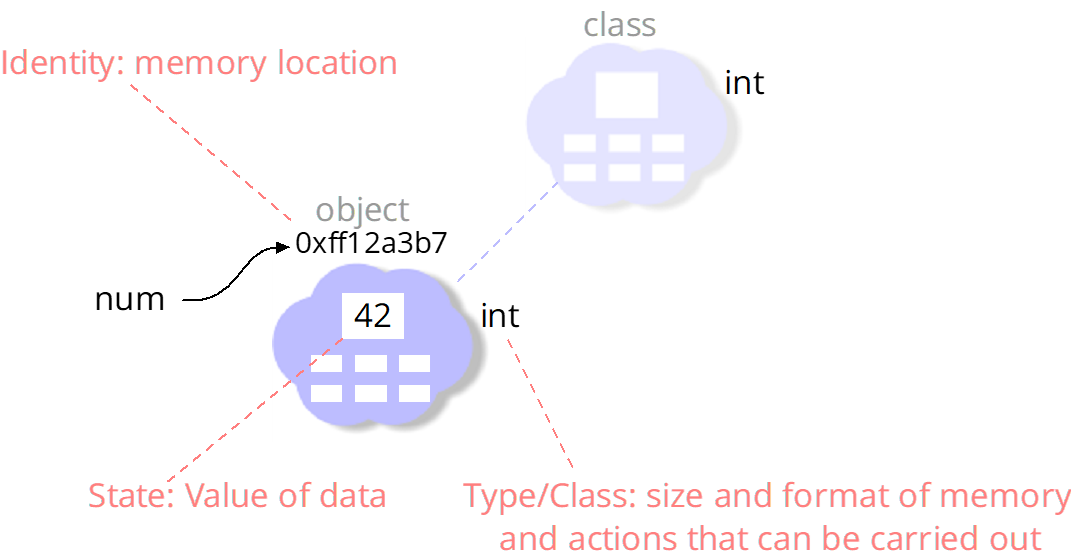 class
Identity: memory location
int
object
0xff12a3b7
num
42
int
State: Value of data
Type/Class: size and format of memory
and actions that can be carried out